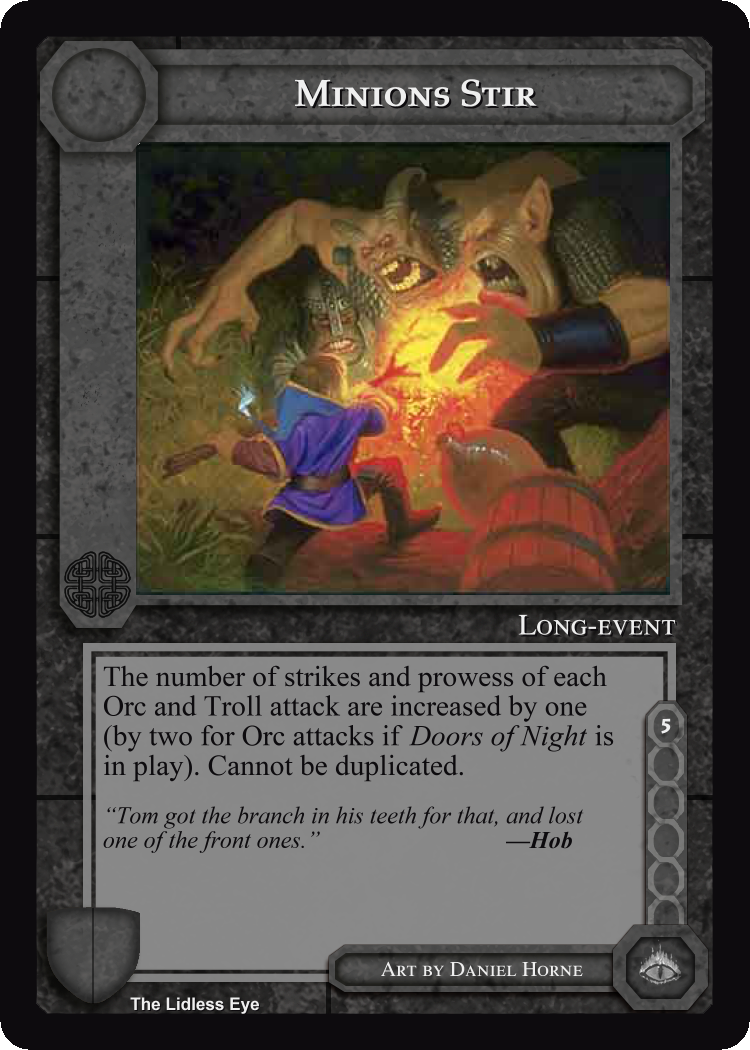 Minions Stir
Long-event
The number of strikes and prowess of each
Orc and Troll attack are increased by one
(by two for Orc attacks if Doors of Night is
in play). Cannot be duplicated.
5
“Tom got the branch in his teeth for that, and lost
one of the front ones.” —Hob
Art by Daniel Horne
The Lidless Eye